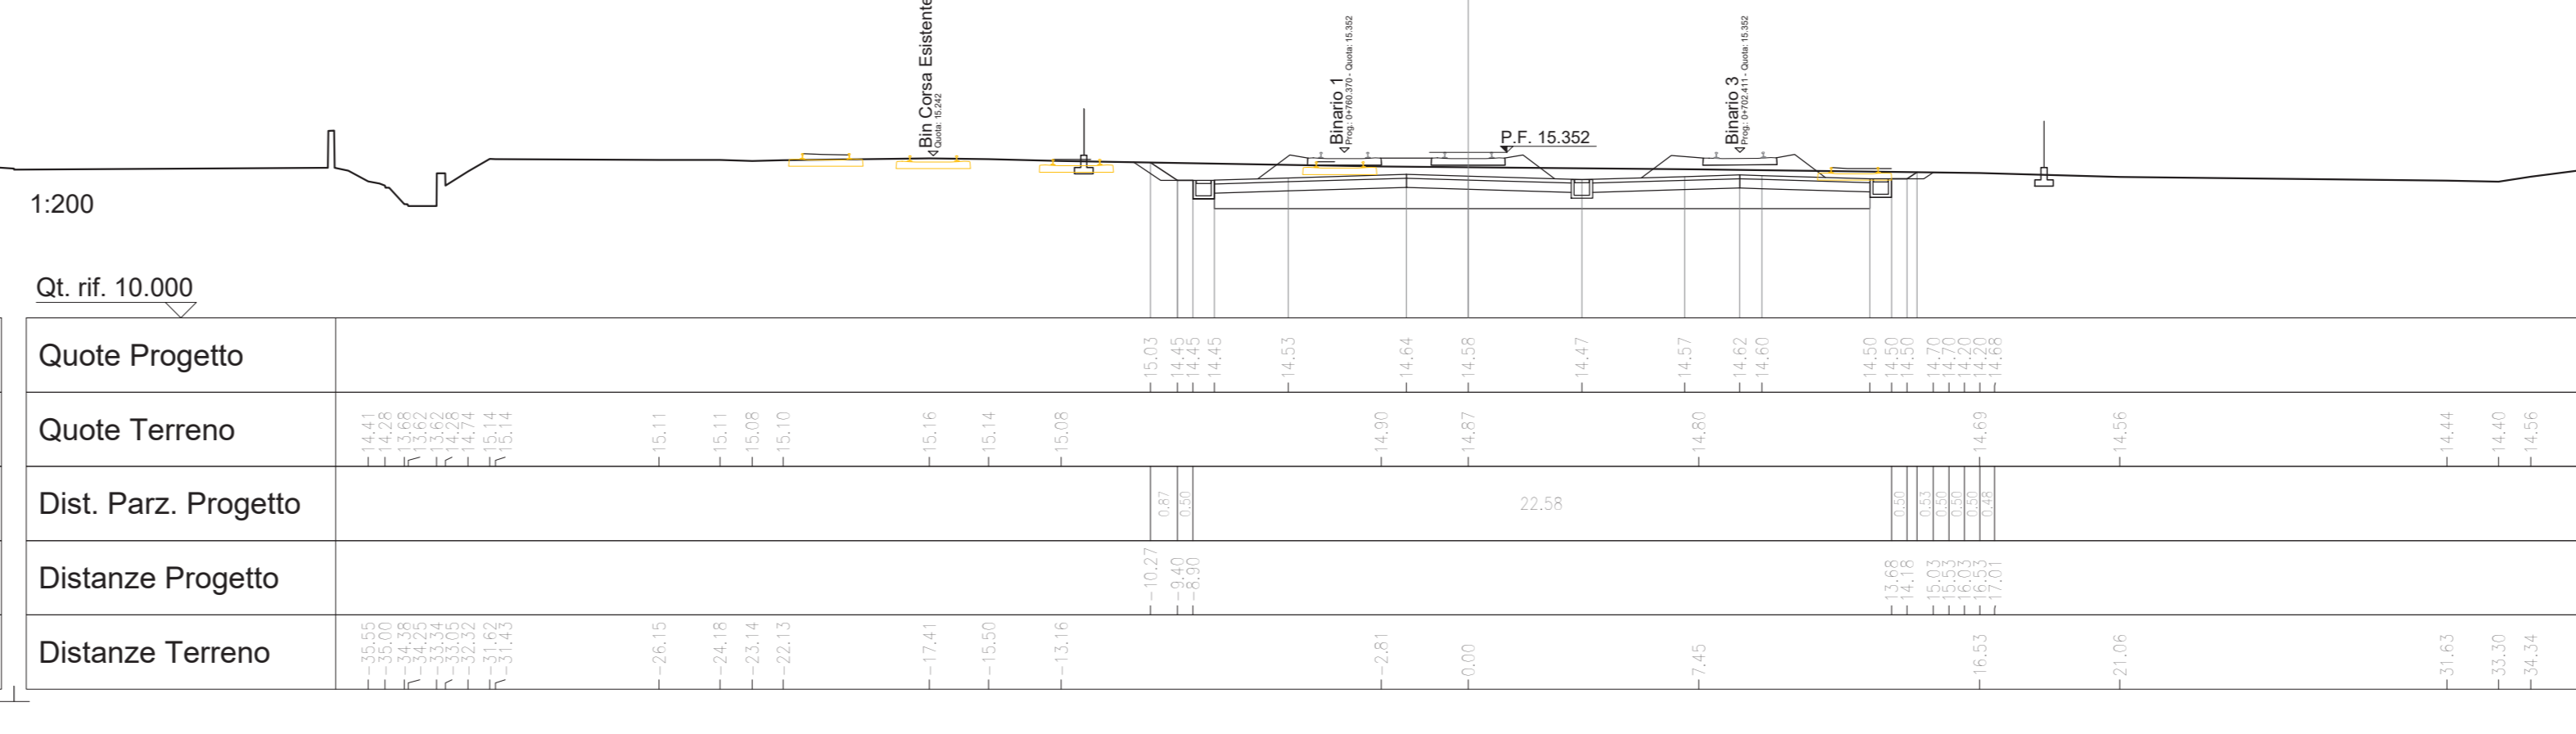 Bin Corsa Esistente
Quota: 15.242
Binario 1
Prog.: 0+760.370 - Quota: 15.352
P.F. 15.352
Binario 3
Prog.: 0+702.411 - Quota: 15.352
1:200
Qt. rif. 10.000
Quote Progetto
15.03 14.45 14.45 14.45 14.53 14.64 14.58 14.47 14.57 14.62 14.60 14.50 14.50 14.50 14.70 14.70 14.20 14.20 14.68
Quote Terreno
14.41 14.28 13.68 13.62 13.62 14.28 14.74 15.14 15.14 15.11 15.11 15.08 15.10 15.16 15.14 15.08 14.90 14.87 14.80 14.69 14.56 14.44 14.40 14.56
Dist. Parz. Progetto
0.87 0.50 22.58 0.50 0.53 0.50 0.50 0.50 0.48
Distanze Progetto
-10.27 -9.40 -8.90 13.68 14.18 15.03 15.53 16.03 16.53 17.01
Distanze Terreno
-35.55 -35.00 -34.38 -34.25 -33.34 -33.05 -32.32 -31.62 -31.43 -26.15 -24.18 -23.14 -22.13 -17.41 -15.50 -13.16 -2.81 0.00 7.45 16.53 21.06 31.63 33.30 34.34